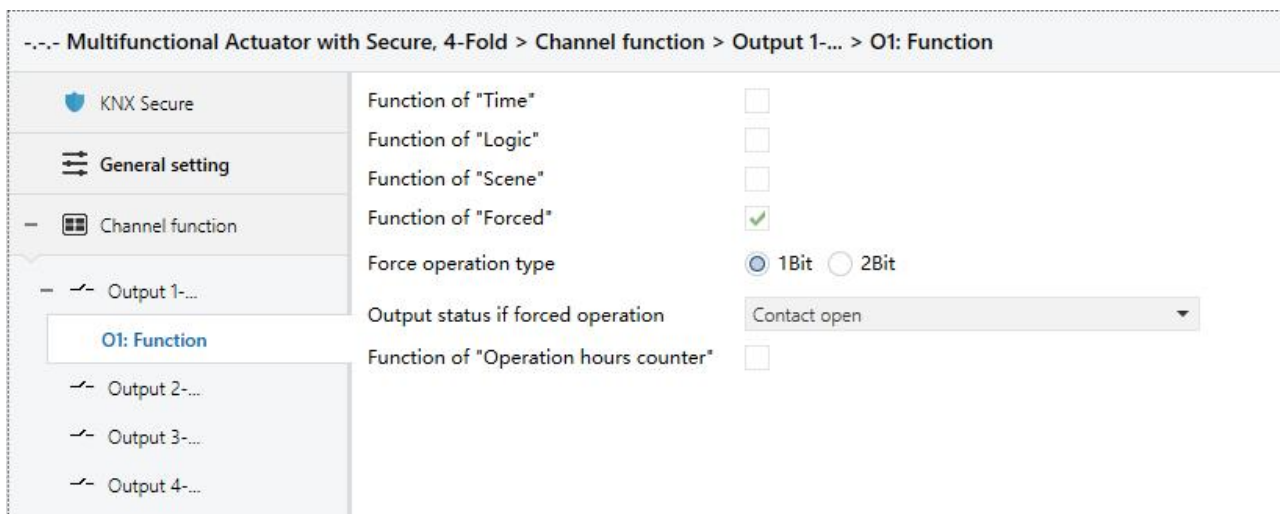 -.-.- Multifunctional Actuator with Secure, 4-Fold > Channel function > Output 1-... > O1: Function
KNX Secure
General setting
Channel function
Output 1-...
O1: Function
Output 2-...
Output 3-...
Output 4-...
Function of "Time"
Function of "Logic"
Function of "Scene"
Function of "Forced"
Force operation type 1Bit 2Bit
Output status if forced operation Contact open
Function of "Operation hours counter"